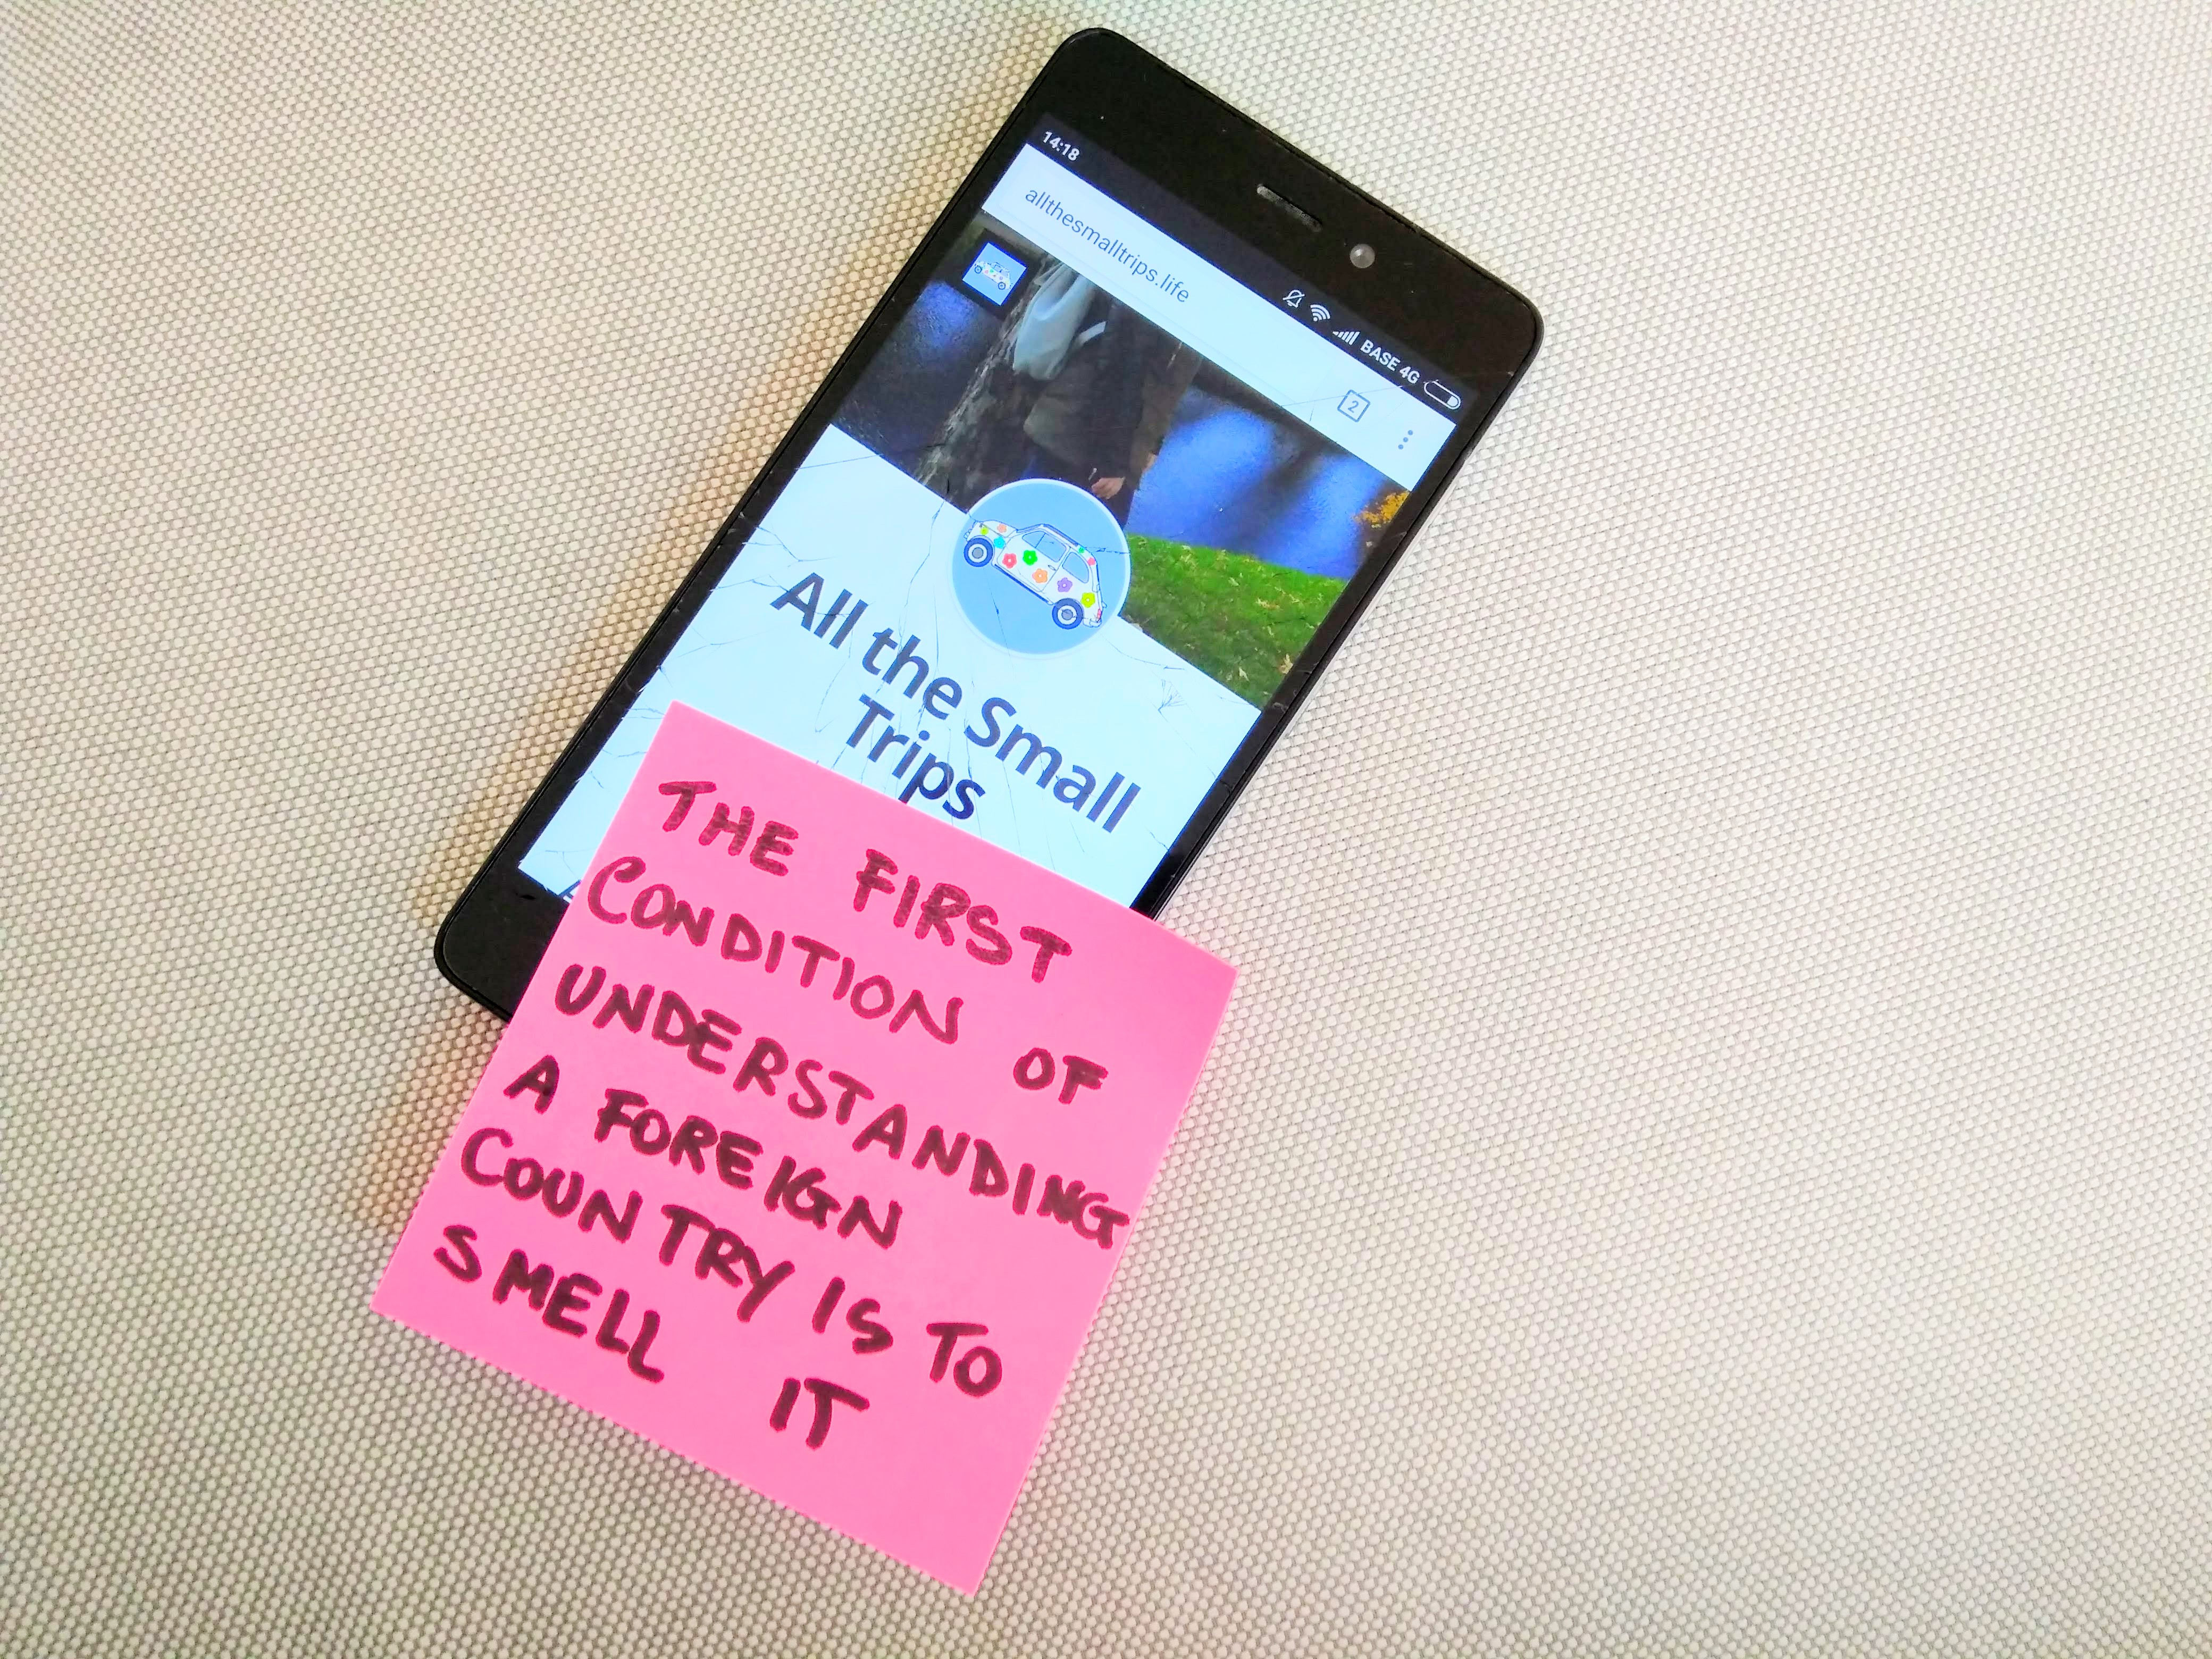 14:18
BASE 4G
allthesmalltrips.life
2
All the Small
Trips
THE FIRST
CONDITION OF
UNDERSTANDING
A FOREIGN
COUNTRY IS TO
SMELL IT